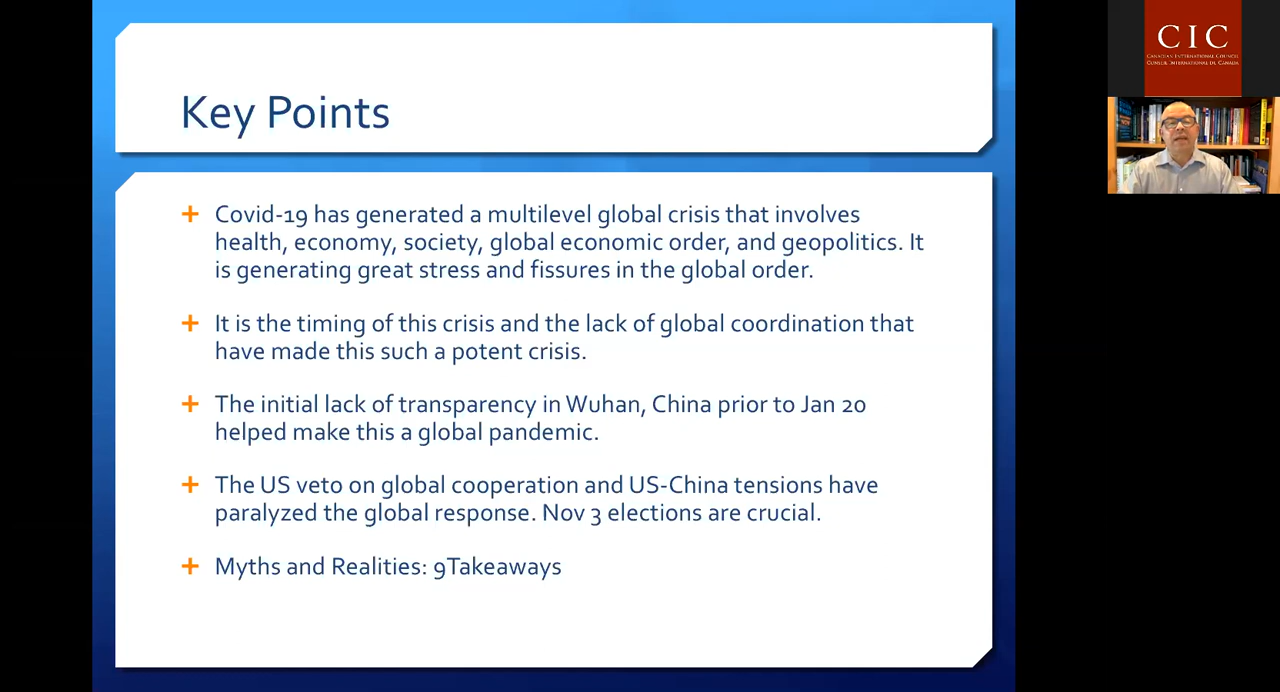 Key Points
Covid-19 has generated a multilevel global crisis that involves
health, economy, society, global economic order, and geopolitics. It
is generating great stress and fissures in the global order.
It is the timing of this crisis and the lack of global coordination that
have made this such a potent crisis.
The initial lack of transparency in Wuhan, China prior to Jan 20
helped make this a global pandemic.
The US veto on global cooperation and US-China tensions have
paralyzed the global response. Nov 3 elections are crucial.
Myths and Realities: 9Takeaways
CIC
CANADIAN INTERNATIONAL COUNCIL
CONSEIL INTERNATIONAL DU CANADA